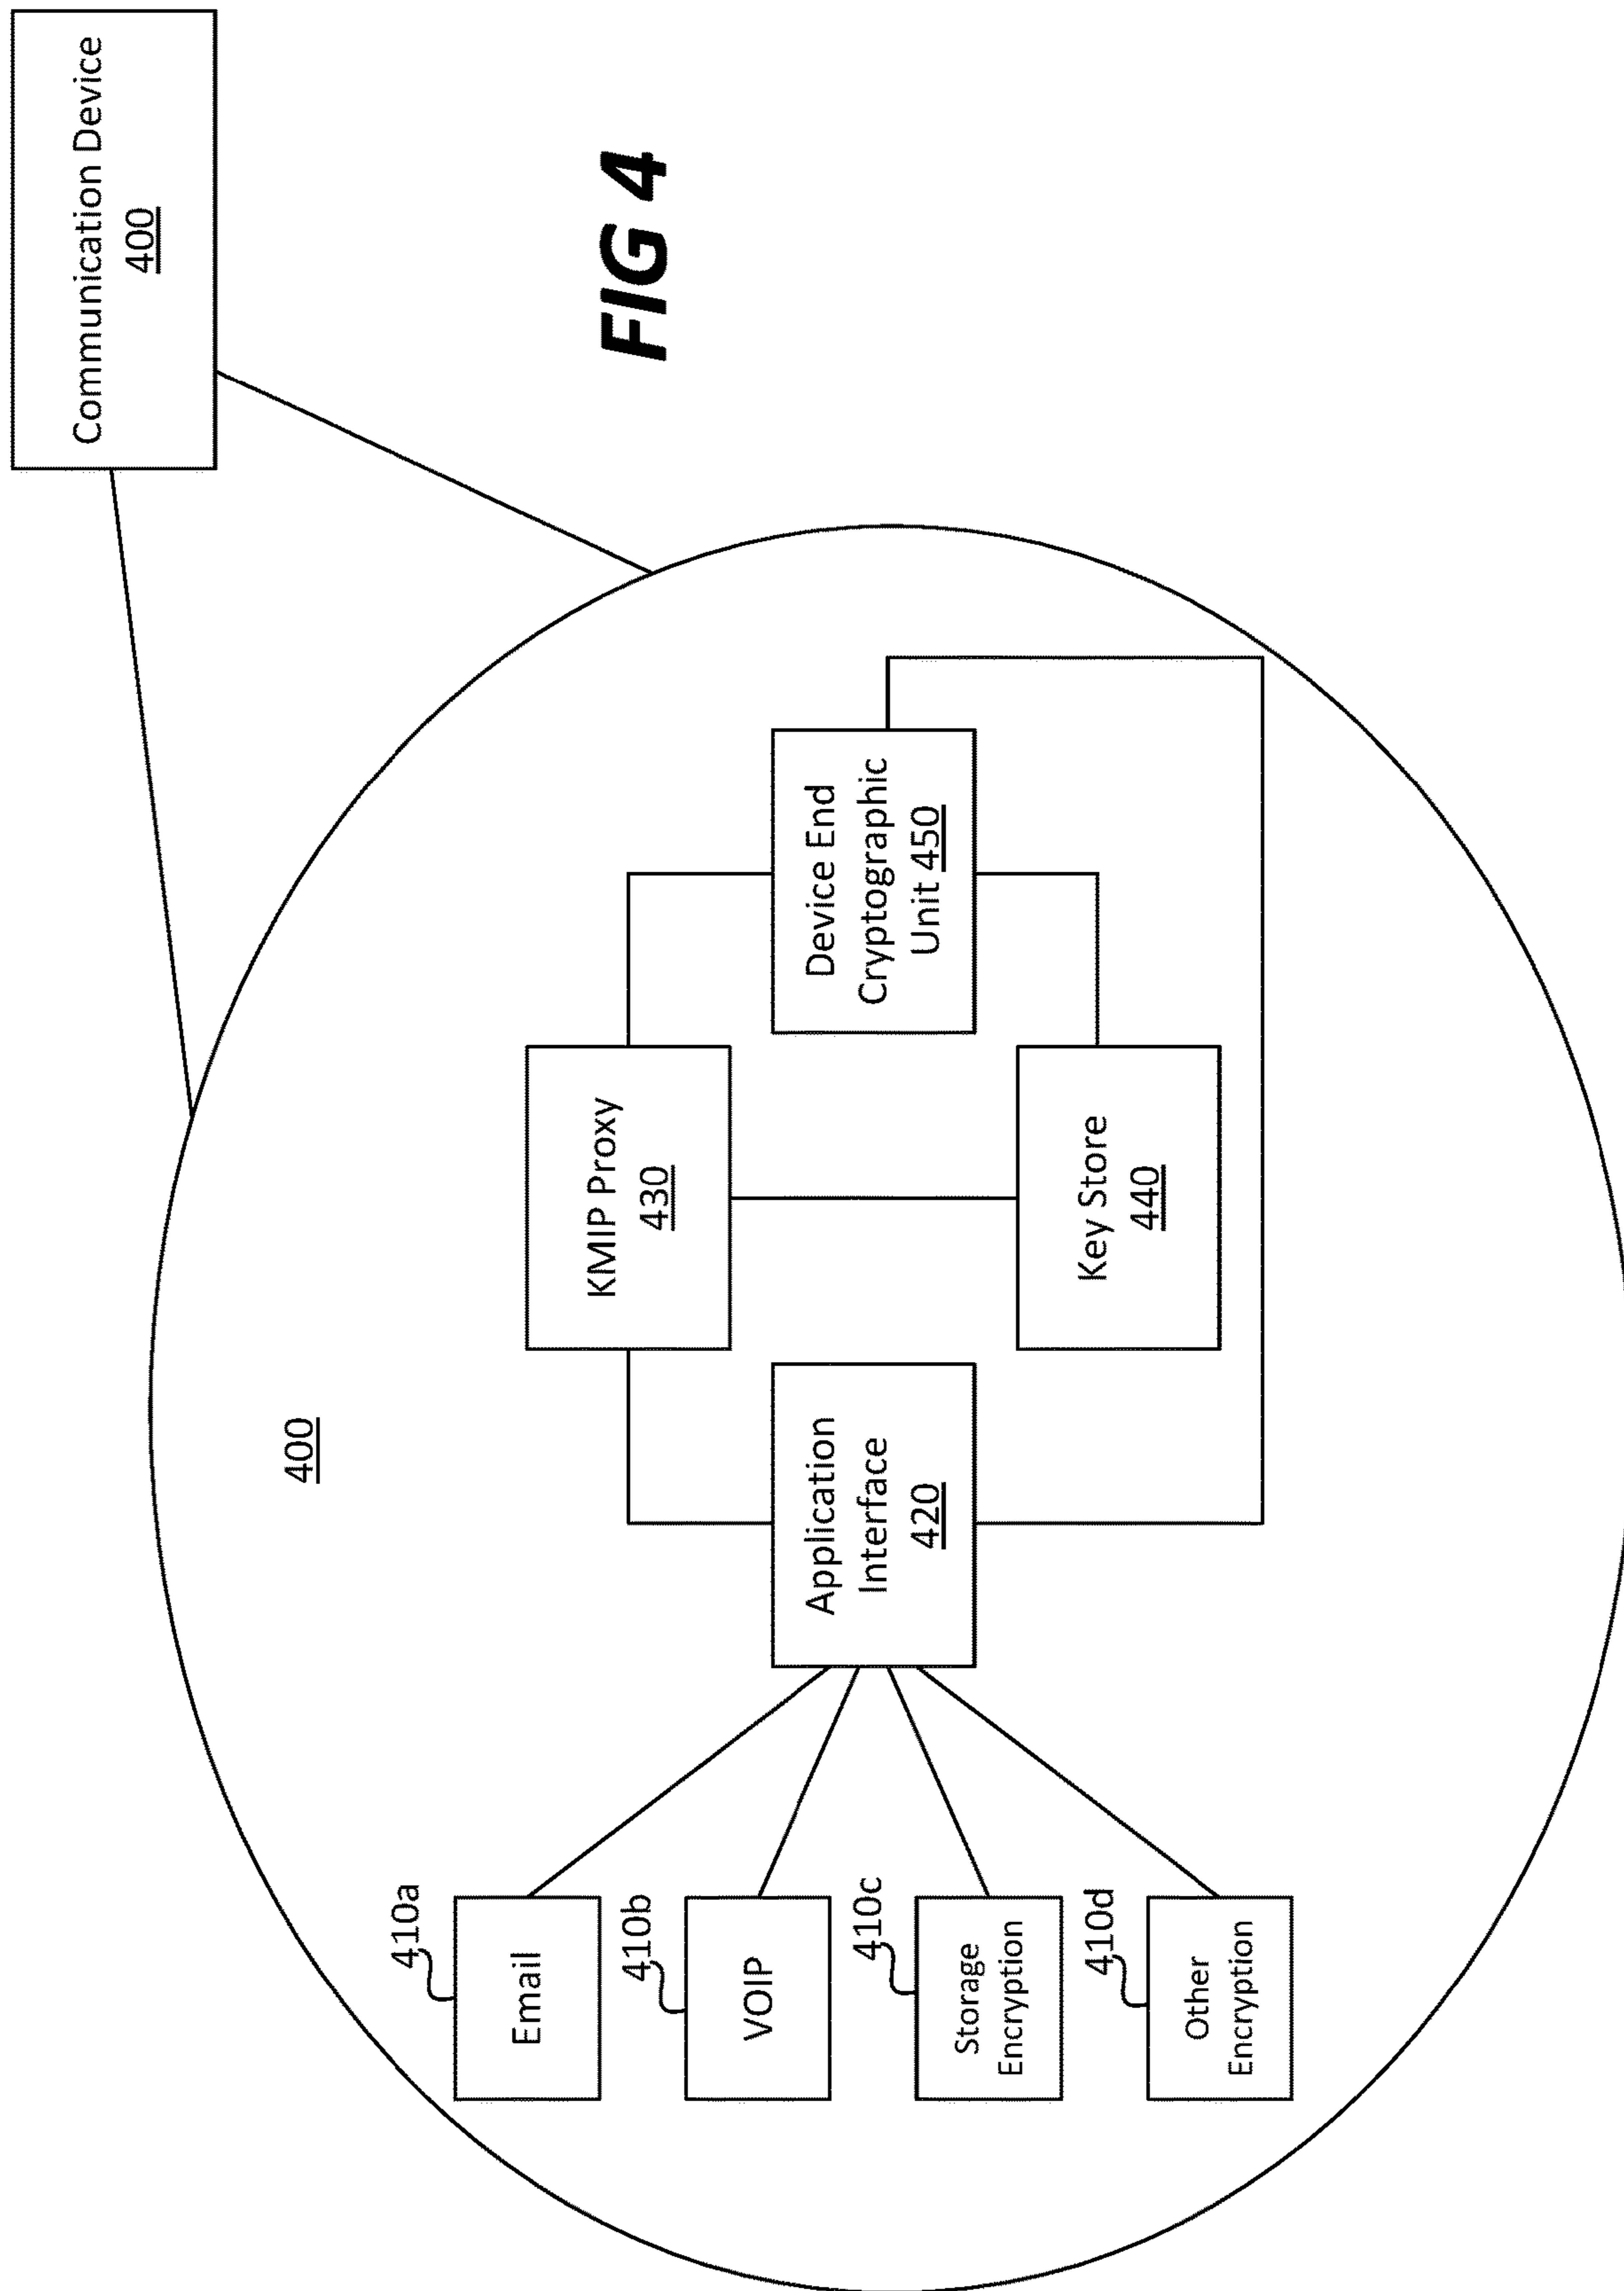 Communication Device
400
400
410a
Email
410b
VOIP
410c
Storage
Encryption
410d
Other
Encryption
Application
Interface
420
KMIP Proxy
430
Key Store
440
Device End
Cryptographic
Unit 450
FIG 4